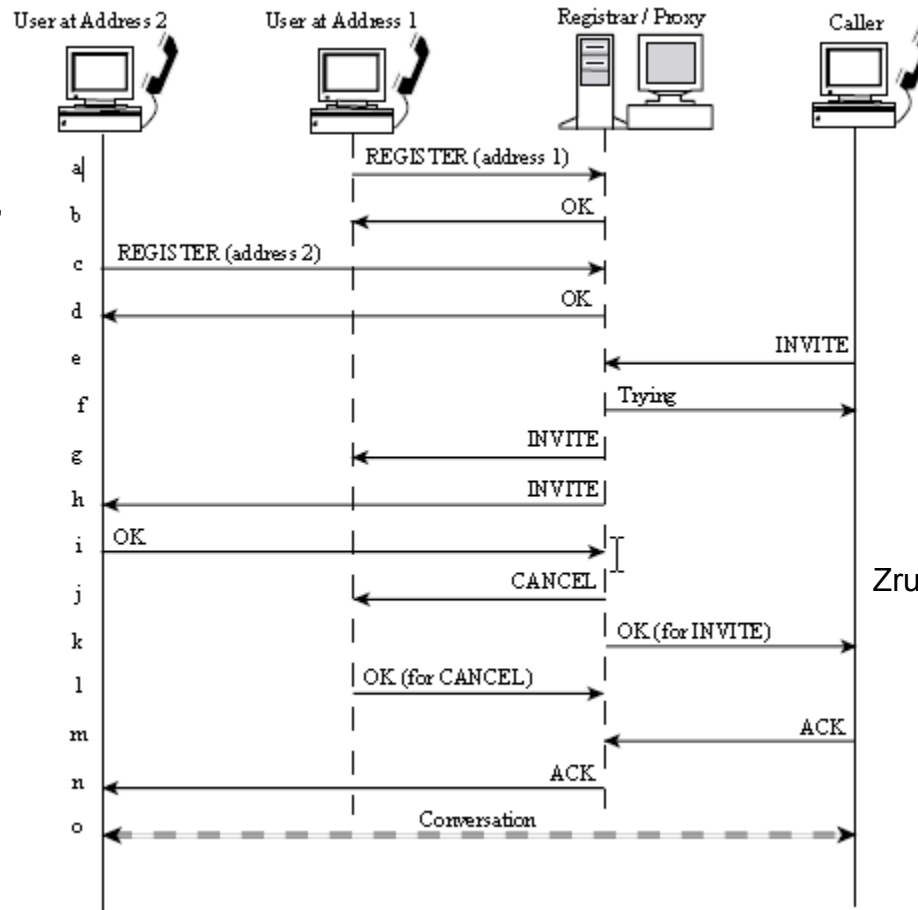 User at Address 2 User at Address 1 Registrar / Proxy Caller
a REGISTER (address 1)
b OK
c REGISTER (address 2)
d OK
e INVITE
f Trying
g INVITE
h INVITE
i OK
j CANCEL
Zru
k OK (for INVITE)
l OK (for CANCEL)
m ACK
n ACK
o Conversation